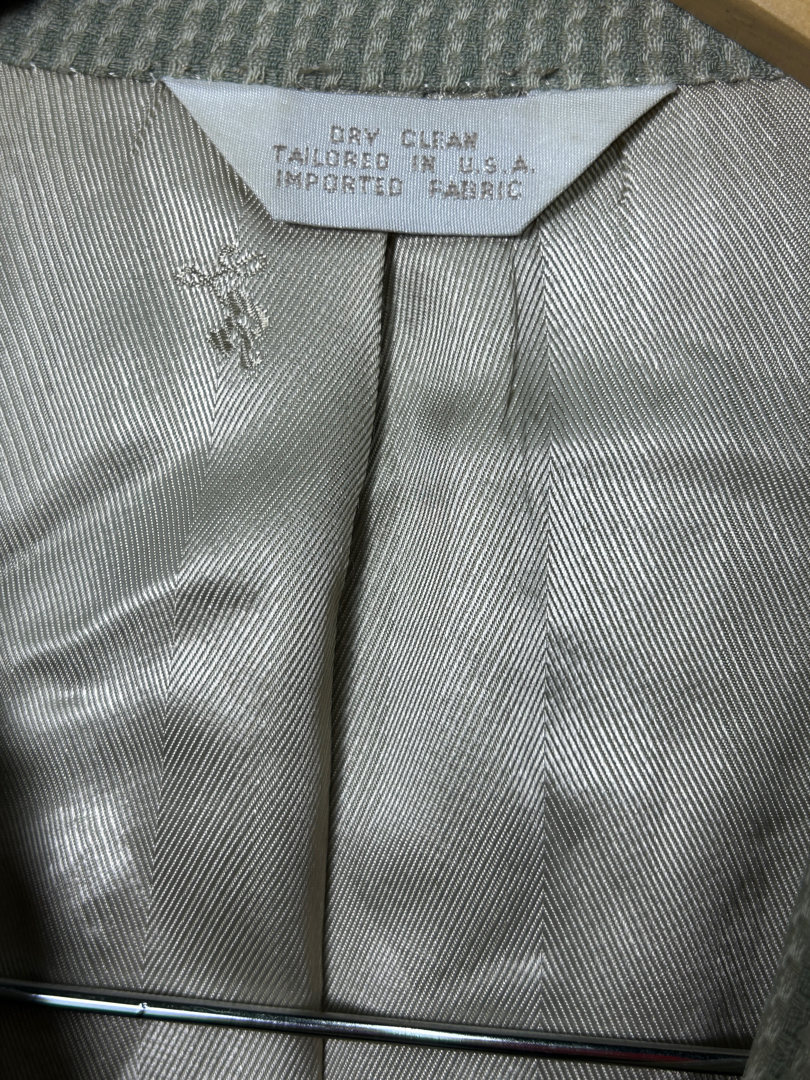 DRY CLEAN
TAILORED IN U.S.A.
IMPORTED FABRIC